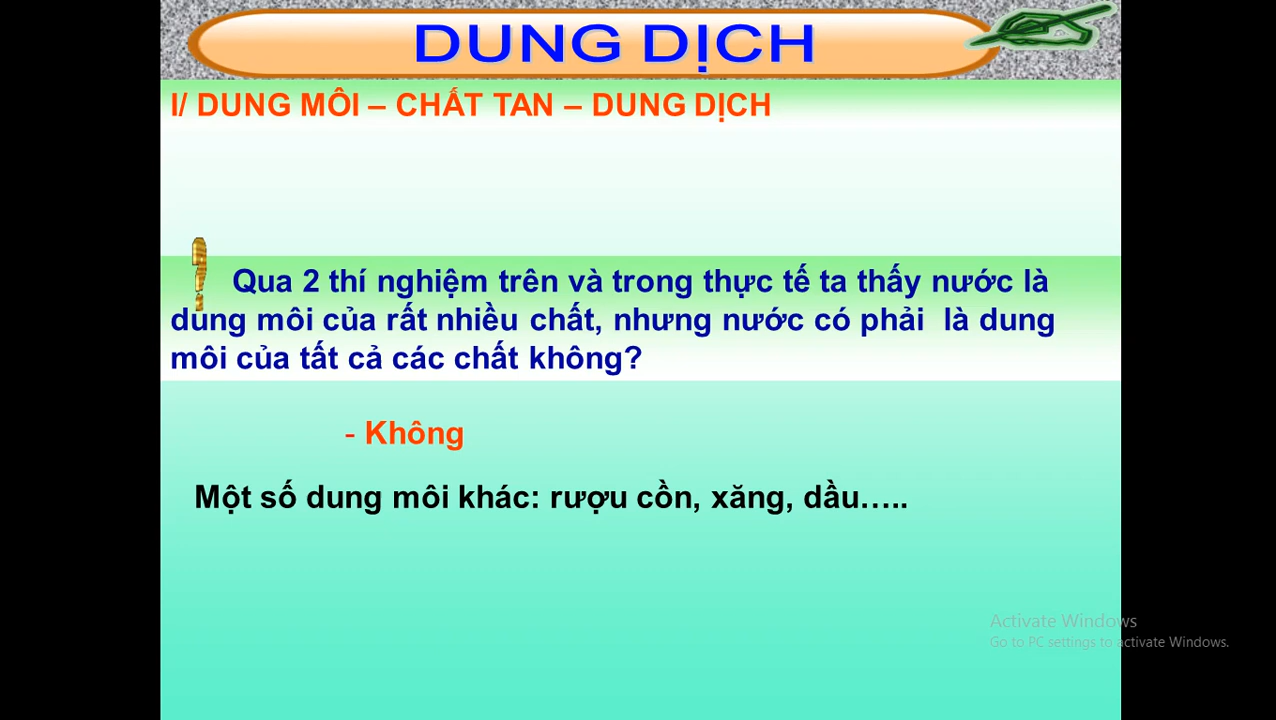 DUNG DỊCH
I/ DUNG MÔI – CHẤT TAN – DUNG DỊCH
Qua 2 thí nghiệm trên và trong thực tế ta thấy nước là
dung môi của rất nhiều chất, nhưng nước có phải là dung
môi của tất cả các chất không?
- Không
Một số dung môi khác: rượu cồn, xăng, dầu…..
Activate Windows
Go to PC settings to activate Windows.